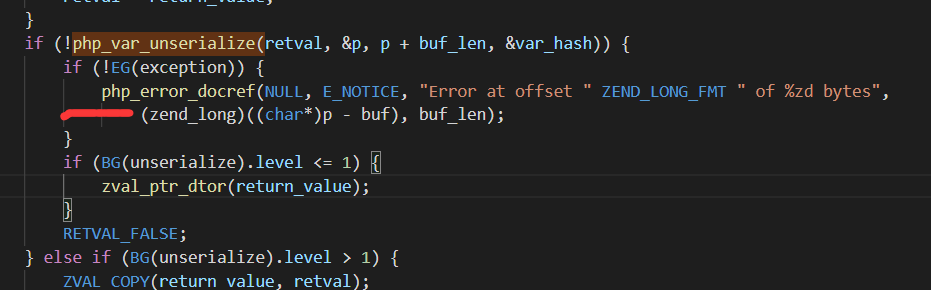 retval = return_value;
}
if (!php_var_unserialize(retval, &p, p + buf_len, &var_hash)) {
if (!EG(exception)) {
php_error_docref(NULL, E_NOTICE, "Error at offset " ZEND_LONG_FMT " of %zd bytes",
(zend_long)((char*)p - buf), buf_len);
}
if (BG(unserialize).level <= 1) {
zval_ptr_dtor(return_value);
}
RETVAL_FALSE;
} else if (BG(unserialize).level > 1) {
ZVAL_COPY(return_value, retval);